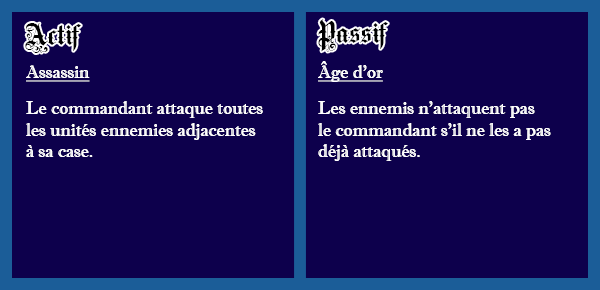 Actif
Assassin
Le commandant attaque toutes
les unités ennemies adjacentes
à sa case.
Passif
Âge d'or
Les ennemis n'attaquent pas
le commandant s'il ne les a pas
déjà attaqués.